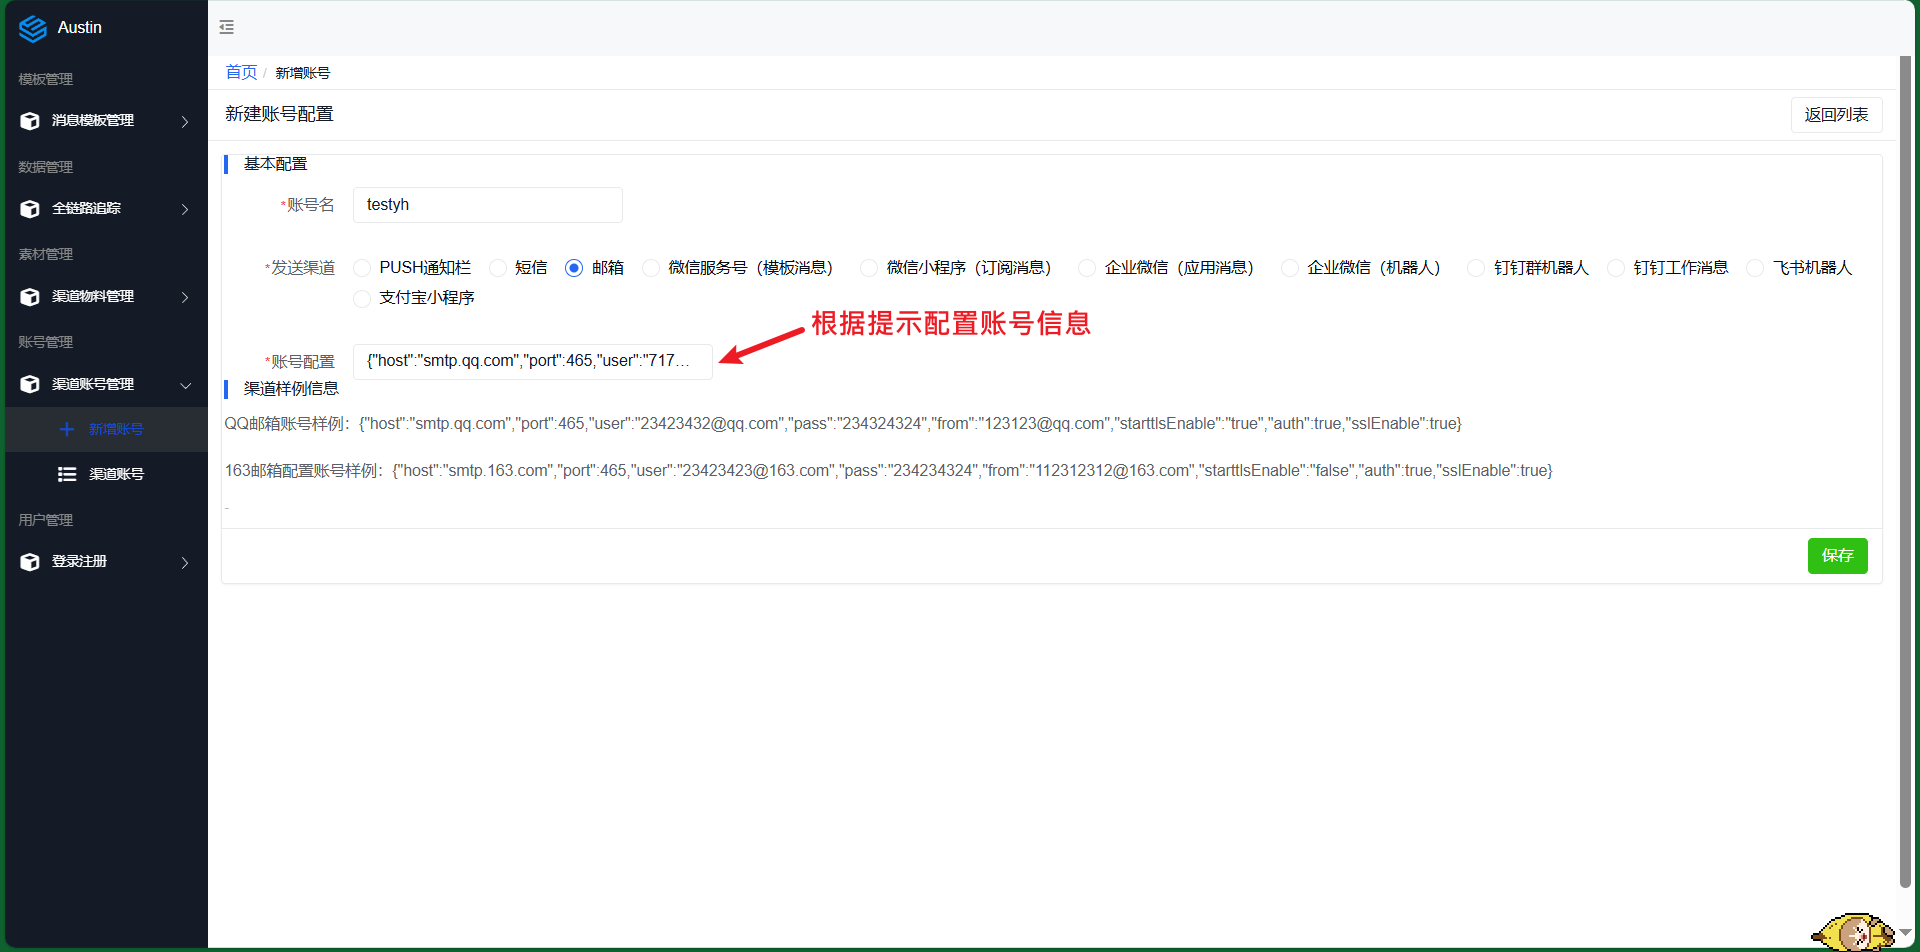 Austin
模板管理
消息模板管理
数据管理
全链路追踪
素材管理
渠道物料管理
账号管理
渠道账号管理
新增账号
渠道账号
用户管理
登录注册
首页 / 新增账号
新建账号配置
返回列表
基本配置
*账号名 testyh
*发送渠道 PUSH通知栏 短信 邮箱 微信服务号（模板消息） 微信小程序（订阅消息） 企业微信（应用消息） 企业微信（机器人） 钉钉群机器人 钉钉工作消息 飞书机器人
支付宝小程序
根据提示配置账号信息
*账号配置 {"host":"smtp.qq.com","port":465,"user":"717...
渠道样例信息
QQ邮箱账号样例：{"host":"smtp.qq.com","port":465,"user":"23423432@qq.com","pass":"234324324","from":"123123@qq.com","starttlsEnable":"true","auth":true,"sslEnable":true}
163邮箱配置账号样例：{"host":"smtp.163.com","port":465,"user":"23423423@163.com","pass":"234234324","from":"112312312@163.com","starttlsEnable":"false","auth":true,"sslEnable":true}
-
保存